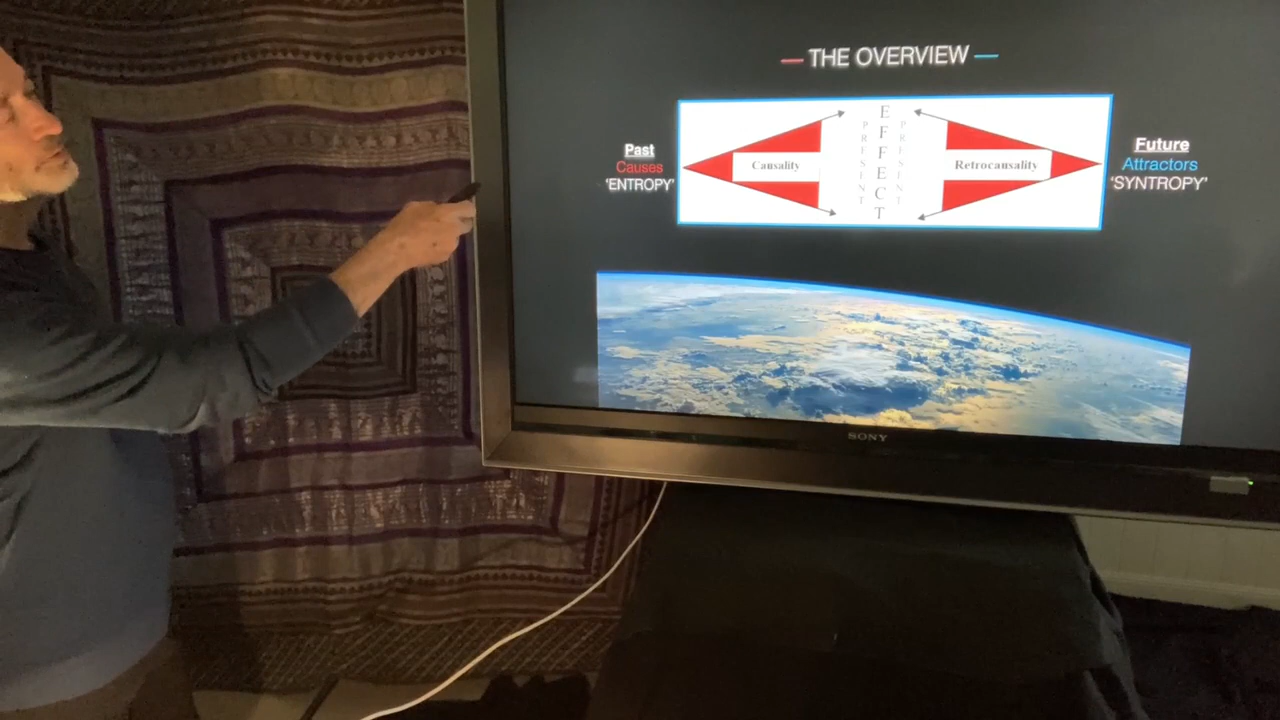 THE OVERVIEW
Past
Causes
'ENTROPY'
Causality
PRESENT
EFFECT
PRESENT
Retrocausality
Future
Attractors
'SYNTROPY'
SONY